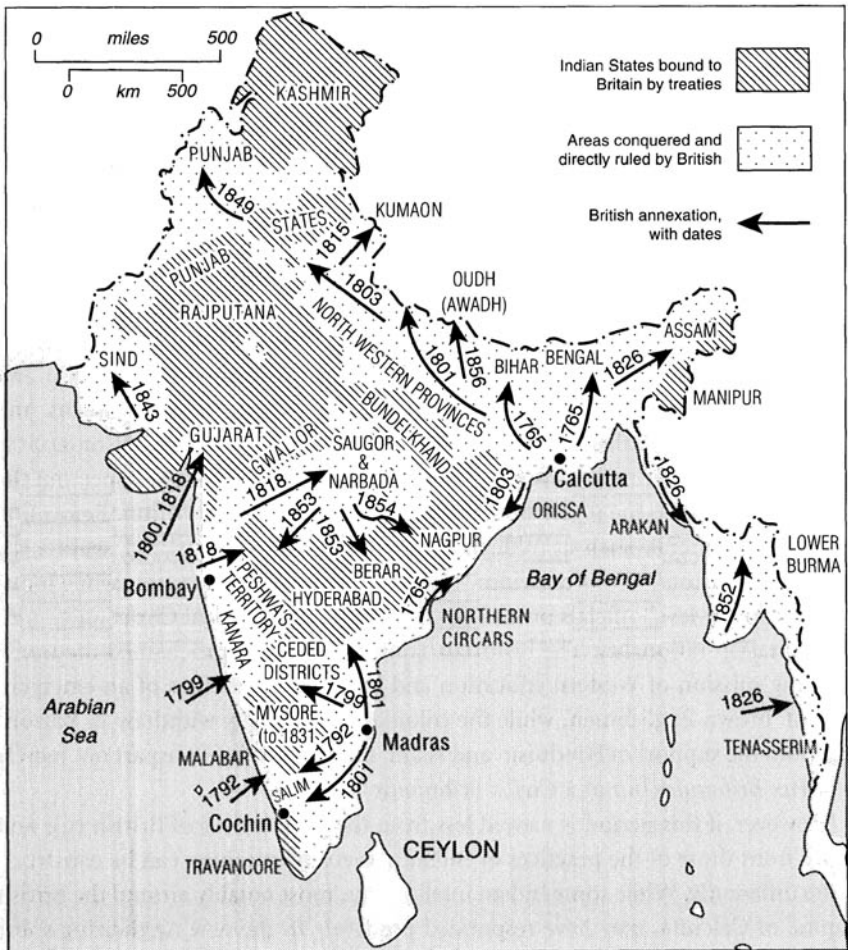 0 miles 500
0 km 500
Indian States bound to
Britain by treaties
Areas conquered and
directly ruled by British
British annexation,
with dates
KASHMIR
PUNJAB
1849
STATES
KUMAON
1815
PUNJAB
RAJPUTANA
1803
OUDH
(AWADH)
NORTH WESTERN PROVINCES
1801
1856
BIHAR
BENGAL
1826
ASSAM
MANIPUR
SIND
1843
GUJARAT
GWALIOR
BUNDELKHAND
1765
1765
Calcutta
SAUGOR
&
NARBADA
1818
1800, 1818
1853
1853
1854
1803
ORISSA
NAGPUR
BERAR
1826
ARAKAN
LOWER
BURMA
1852
1818
Bombay
PESHWA'S
TERRITORY
HYDERABAD
1765
Bay of Bengal
NORTHERN
CIRCARS
KANARA
CEDED
DISTRICTS
1801
1799
1799
Arabian
Sea
MYSORE
(to 1831
1792
Madras
1826
TENASSERIM
MALABAR
1792
SALIM
1801
Cochin
CEYLON
TRAVANCORE